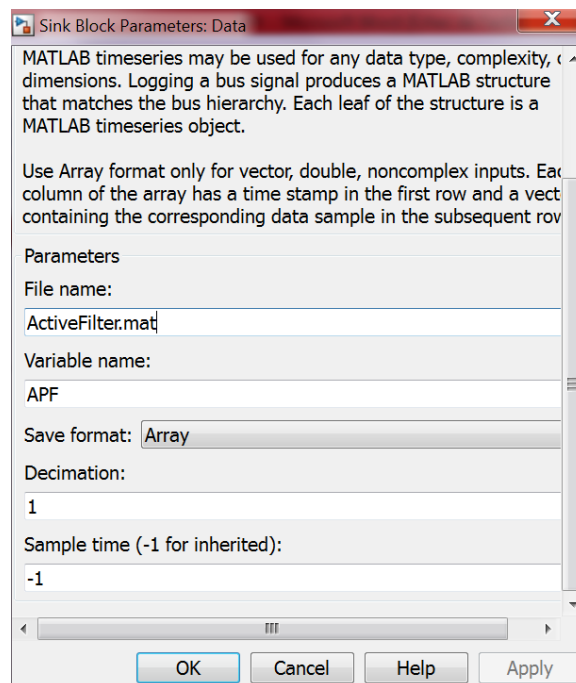 Sink Block Parameters: Data
MATLAB timeseries may be used for any data type, complexity,
dimensions. Logging a bus signal produces a MATLAB structure
that matches the bus hierarchy. Each leaf of the structure is a
MATLAB timeseries object.
Use Array format only for vector, double, noncomplex inputs.
column of the array has a time stamp in the first row and a
containing the corresponding data sample in the subsequent
Parameters
File name:
ActiveFilter.mat
Variable name:
APF
Save format: Array
Decimation:
1
Sample time (-1 for inherited):
-1
OK Cancel Help Apply